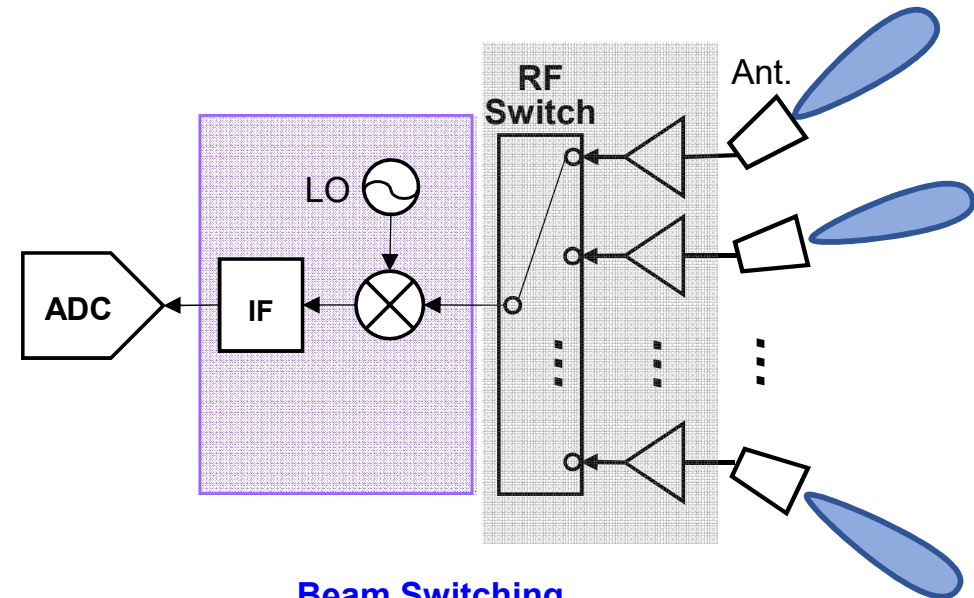 RF
Switch
Ant.
LO
ADC
IF
Beam Switching